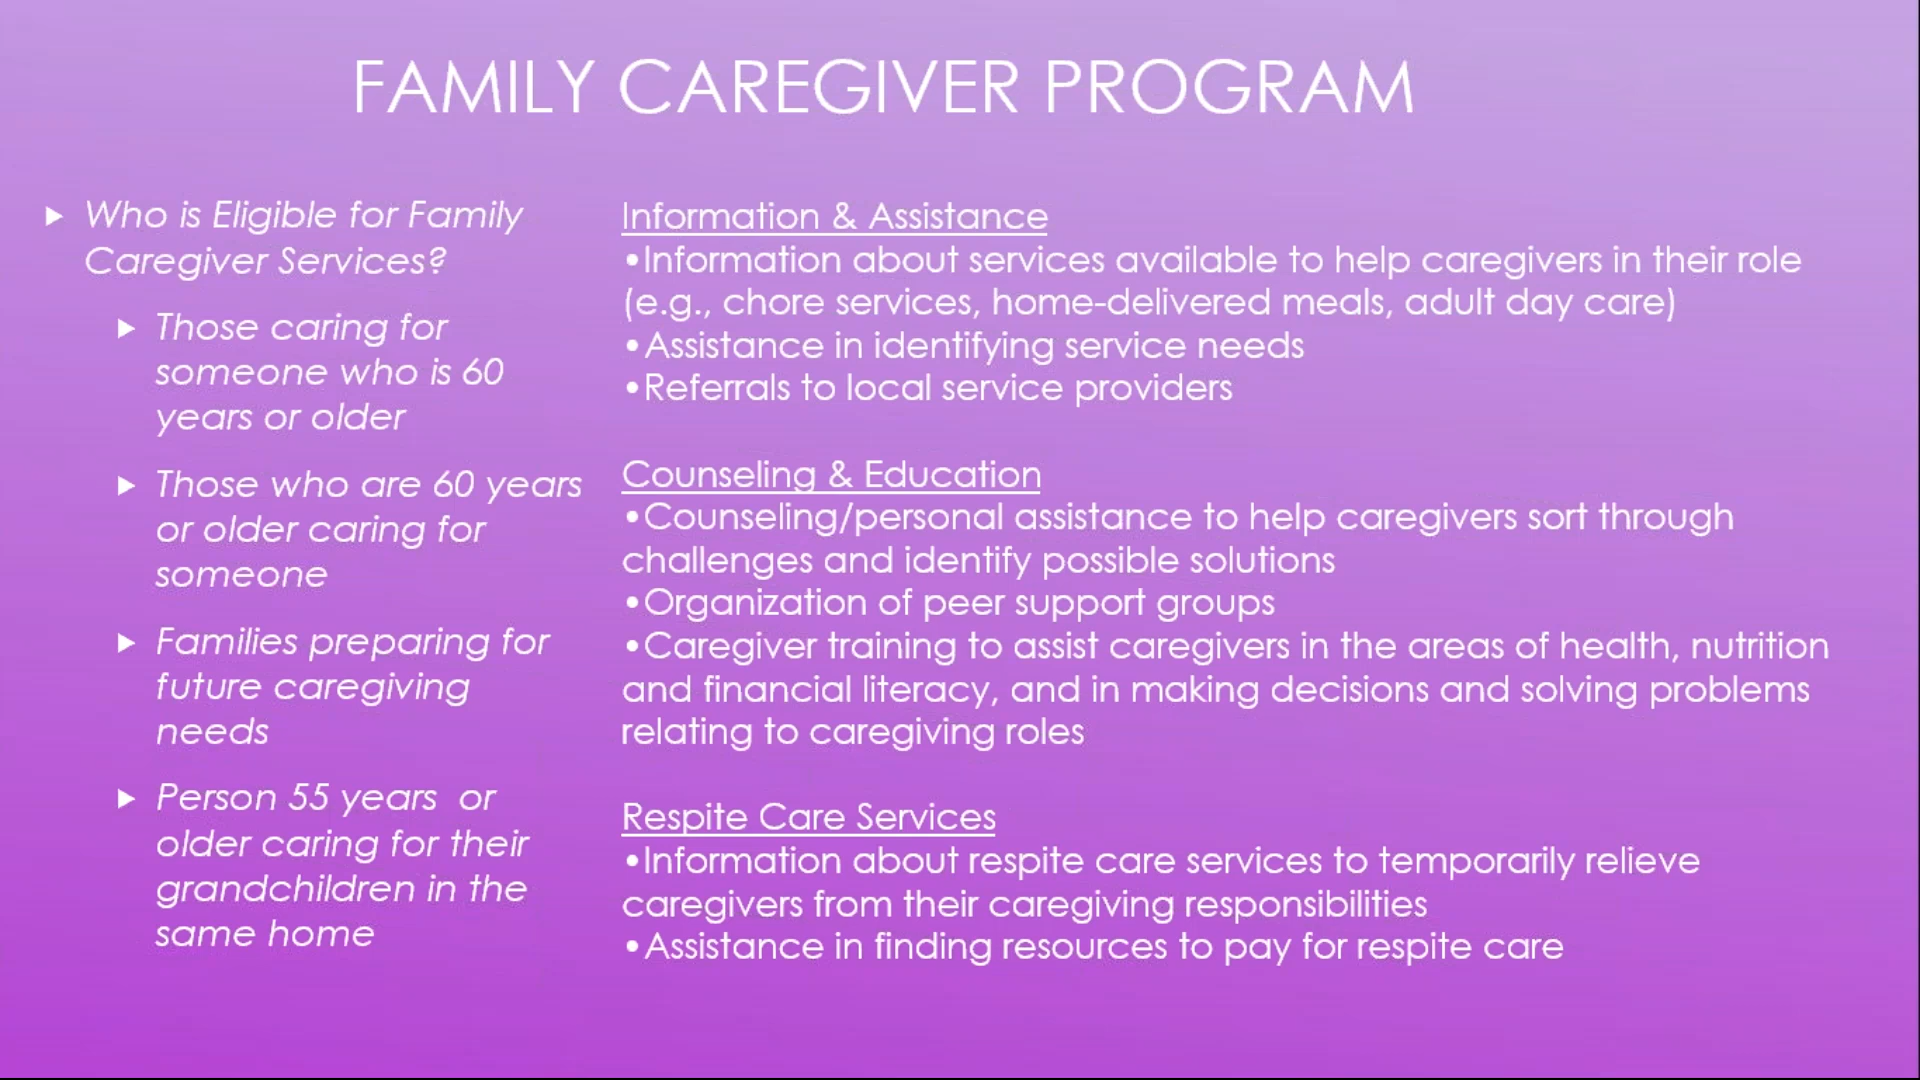 FAMILY CAREGIVER PROGRAM
▶ Who is Eligible for Family
Caregiver Services?
▶ Those caring for
someone who is 60
years or older
▶ Those who are 60 years
or older caring for
someone
▶ Families preparing for
future caregiving
needs
▶ Person 55 years  or
older caring for their
grandchildren in the
same home
Information & Assistance
•Information about services available to help caregivers in their role
(e.g., chore services, home-delivered meals, adult day care)
•Assistance in identifying service needs
•Referrals to local service providers
Counseling & Education
•Counseling/personal assistance to help caregivers sort through
challenges and identify possible solutions
•Organization of peer support groups
•Caregiver training to assist caregivers in the areas of health, nutrition
and financial literacy, and in making decisions and solving problems
relating to caregiving roles
Respite Care Services
•Information about respite care services to temporarily relieve
caregivers from their caregiving responsibilities
•Assistance in finding resources to pay for respite care